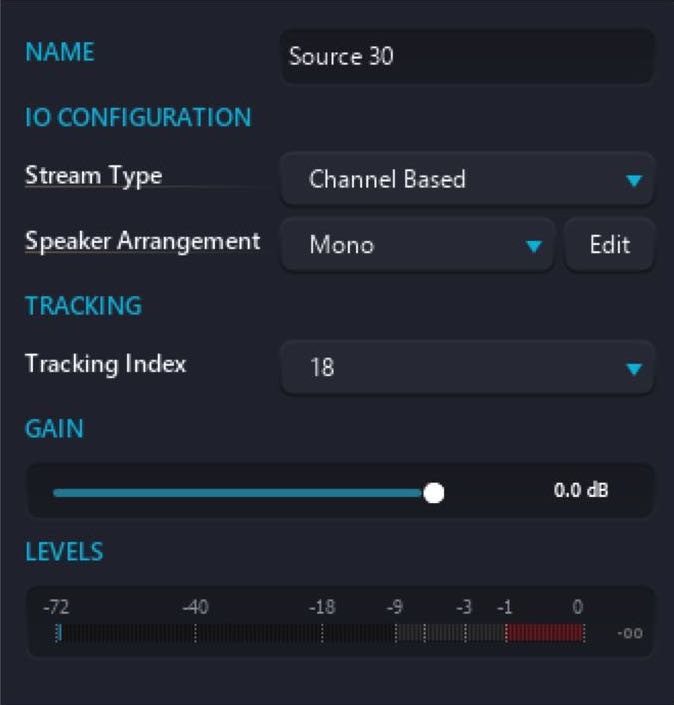 NAME
Source 30
IO CONFIGURATION
Stream Type
Channel Based
Speaker Arrangement
Mono
Edit
TRACKING
Tracking Index
18
GAIN
0.0 dB
LEVELS
-72 -40 -18 -9 -3 -1 0
-oo